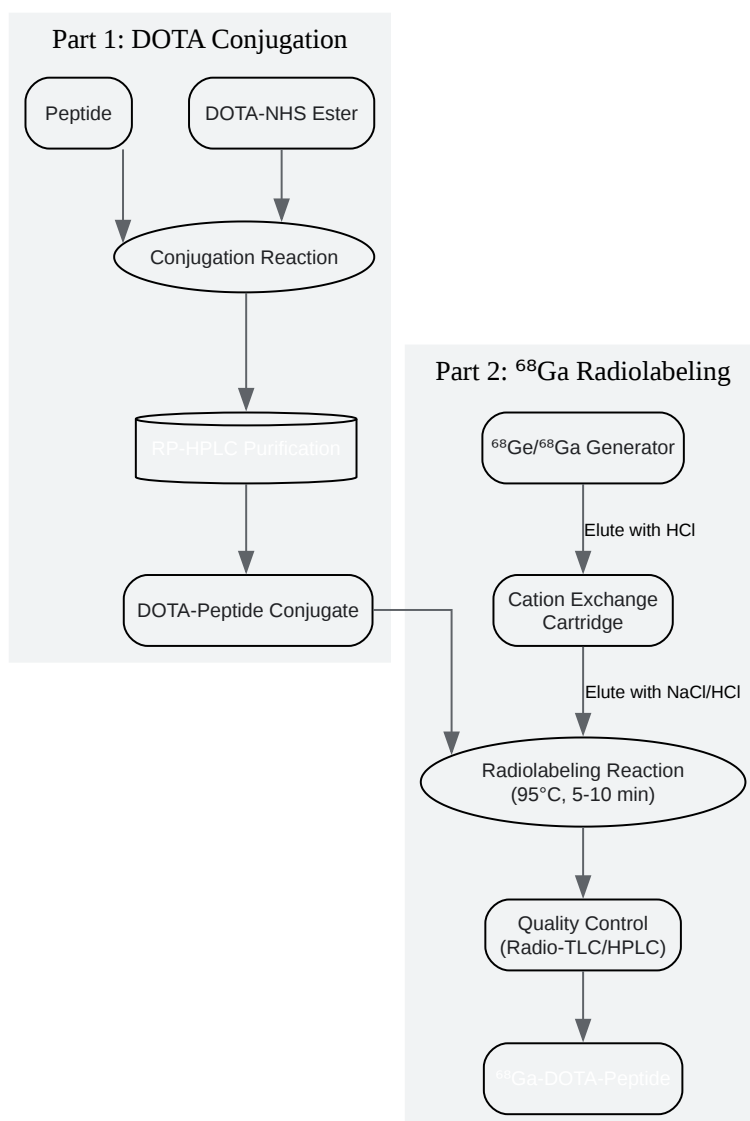 Part 1: DOTA Conjugation
Peptide
DOTA-NHS Ester
Conjugation Reaction
RP-HPLC Purification
DOTA-Peptide Conjugate
Part 2: ⁶⁸Ga Radiolabeling
⁶⁸Ge/⁶⁸Ga Generator
Elute with HCl
Cation Exchange
Cartridge
Elute with NaCl/HCl
Radiolabeling Reaction
(95°C, 5-10 min)
Quality Control
(Radio-TLC/HPLC)
⁶⁸Ga-DOTA-Peptide